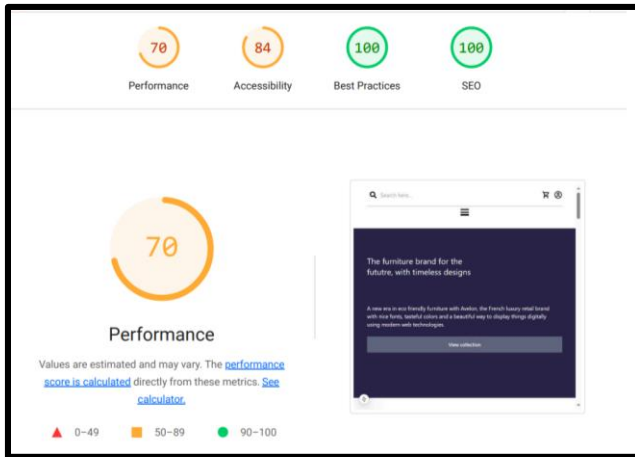 70
84
100
100
Performance
Accessibility
Best Practices
SEO
70
Performance
Values are estimated and may vary. The performance
score is calculated directly from these metrics. See
calculator.
0–49
50–89
90–100
Search here...
The furniture brand for the
fututre, with timeless designs
A new era in eco friendly furniture with Avelon, the French luxury retail brand
with nice fonts, tasteful colors and a beautiful way to display things digitally
using modern web technologies.
View collection